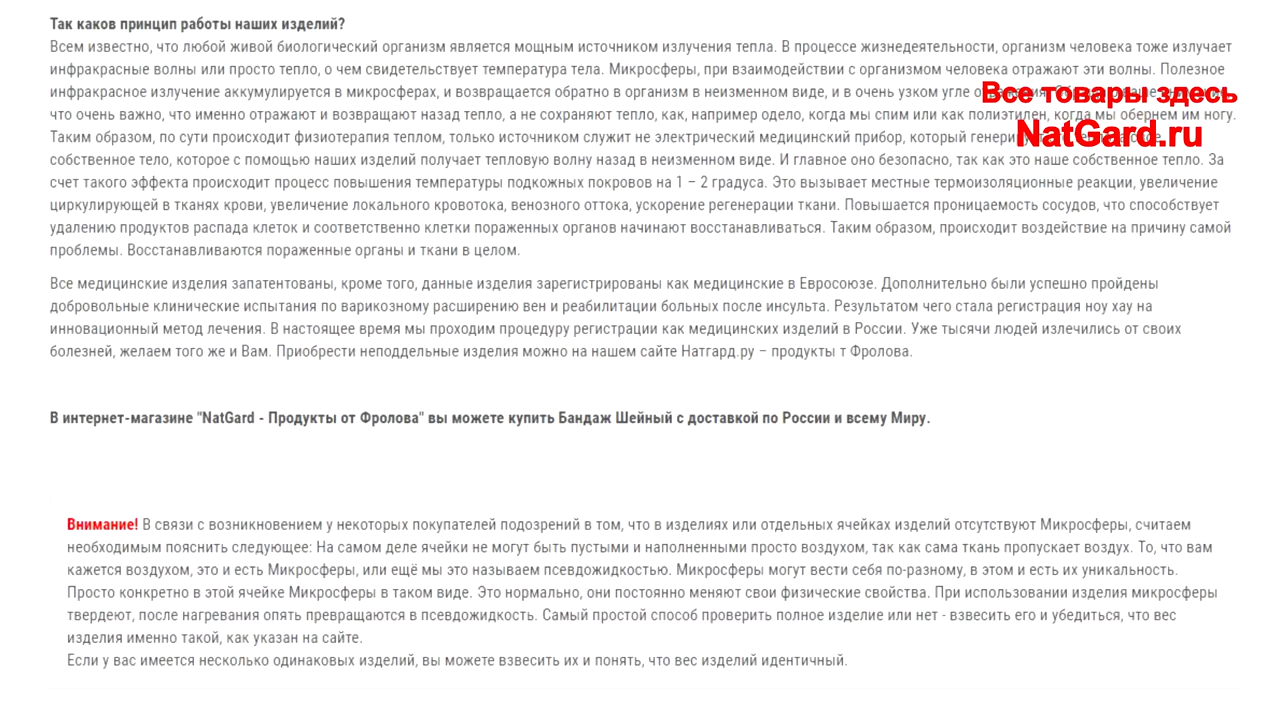 Так каков принцип работы наших изделий?
Всем известно, что любой живой биологический организм является мощным источником излучения тепла. В процессе жизнедеятельности, организм человека тоже излучает
инфракрасные волны или просто тепло, о чем свидетельствует температура тела. Микросферы, при взаимодействии с организмом человека отражают эти волны. Полезное
инфракрасное излучение аккумулируется в микросферах, и возвращается обратно в организм в неизменном виде, и в очень узком угле
Все товары здесь
что очень важно, что именно отражают и возвращают назад тепло, а не сохраняют тепло, как, например одело, когда мы спим или как полиэтилен, когда мы обернем им ногу.
Таким образом, по сути происходит физиотерапия теплом, только источником служит не электрический медицинский прибор, который
NatGard.ru
собственное тело, которое с помощью наших изделий получает тепловую волну назад в неизменном виде. И главное оно безопасно, так как это наше собственное тепло. За
счет такого эффекта происходит процесс повышения температуры подкожных покровов на 1 – 2 градуса. Это вызывает местные термоизоляционные реакции, увеличение
циркулирующей в тканях крови, увеличение локального кровотока, венозного оттока, ускорение регенерации ткани. Повышается проницаемость сосудов, что способствует
удалению продуктов распада клеток и соответственно клетки пораженных органов начинают восстанавливаться. Таким образом, происходит воздействие на причину самой
проблемы. Восстанавливаются пораженные органы и ткани в целом.
Все медицинские изделия запатентованы, кроме того, данные изделия зарегистрированы как медицинские в Евросоюзе. Дополнительно были успешно пройдены
добровольные клинические испытания по варикозному расширению вен и реабилитации больных после инсульта. Результатом чего стала регистрация ноу хау на
инновационный метод лечения. В настоящее время мы проходим процедуру регистрации как медицинских изделий в России. Уже тысячи людей излечились от своих
болезней, желаем того же и Вам. Приобрести неподдельные изделия можно на нашем сайте Натгард.ру – продукты т Фролова.
В интернет-магазине "NatGard - Продукты от Фролова" вы можете купить Бандаж Шейный с доставкой по России и всему Миру.
Внимание! В связи с возникновением у некоторых покупателей подозрений в том, что в изделиях или отдельных ячейках изделий отсутствуют Микросферы, считаем
необходимым пояснить следующее: На самом деле ячейки не могут быть пустыми и наполненными просто воздухом, так как сама ткань пропускает воздух. То, что вам
кажется воздухом, это и есть Микросферы, или ещё мы это называем псевдожидкостью. Микросферы могут вести себя по-разному, в этом и есть их уникальность.
Просто конкретно в этой ячейке Микросферы в таком виде. Это нормально, они постоянно меняют свои физические свойства. При использовании изделия микросферы
твердеют, после нагревания опять превращаются в псевдожидкость. Самый простой способ проверить полное изделие или нет - взвесить его и убедиться, что вес
изделия именно такой, как указан на сайте.
Если у вас имеется несколько одинаковых изделий, вы можете взвесить их и понять, что вес изделий идентичный.